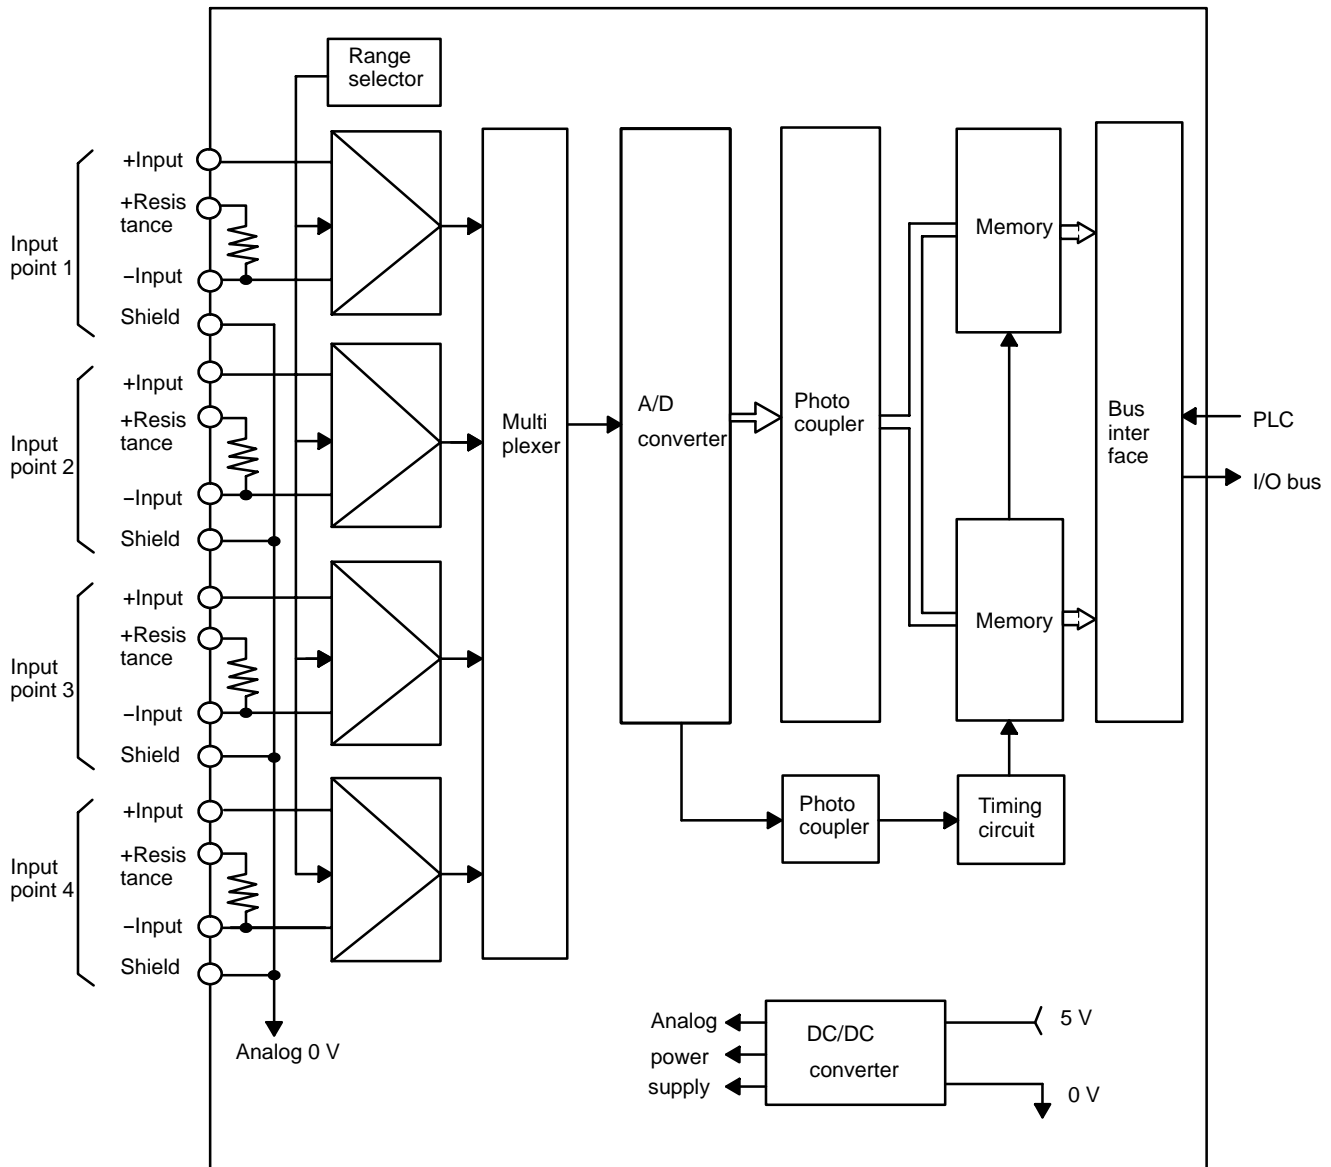 Range
selector
Input
point 1
+Input
+Resis
tance
–Input
Shield
Input
point 2
+Input
+Resis
tance
–Input
Shield
Input
point 3
+Input
+Resis
tance
–Input
Shield
Input
point 4
+Input
+Resis
tance
–Input
Shield
Analog 0 V
Multi
plexer
A/D
converter
Photo
coupler
Memory
Memory
Bus
inter
face
PLC
I/O bus
Photo
coupler
Timing
circuit
Analog
power
supply
DC/DC
converter
5 V
0 V